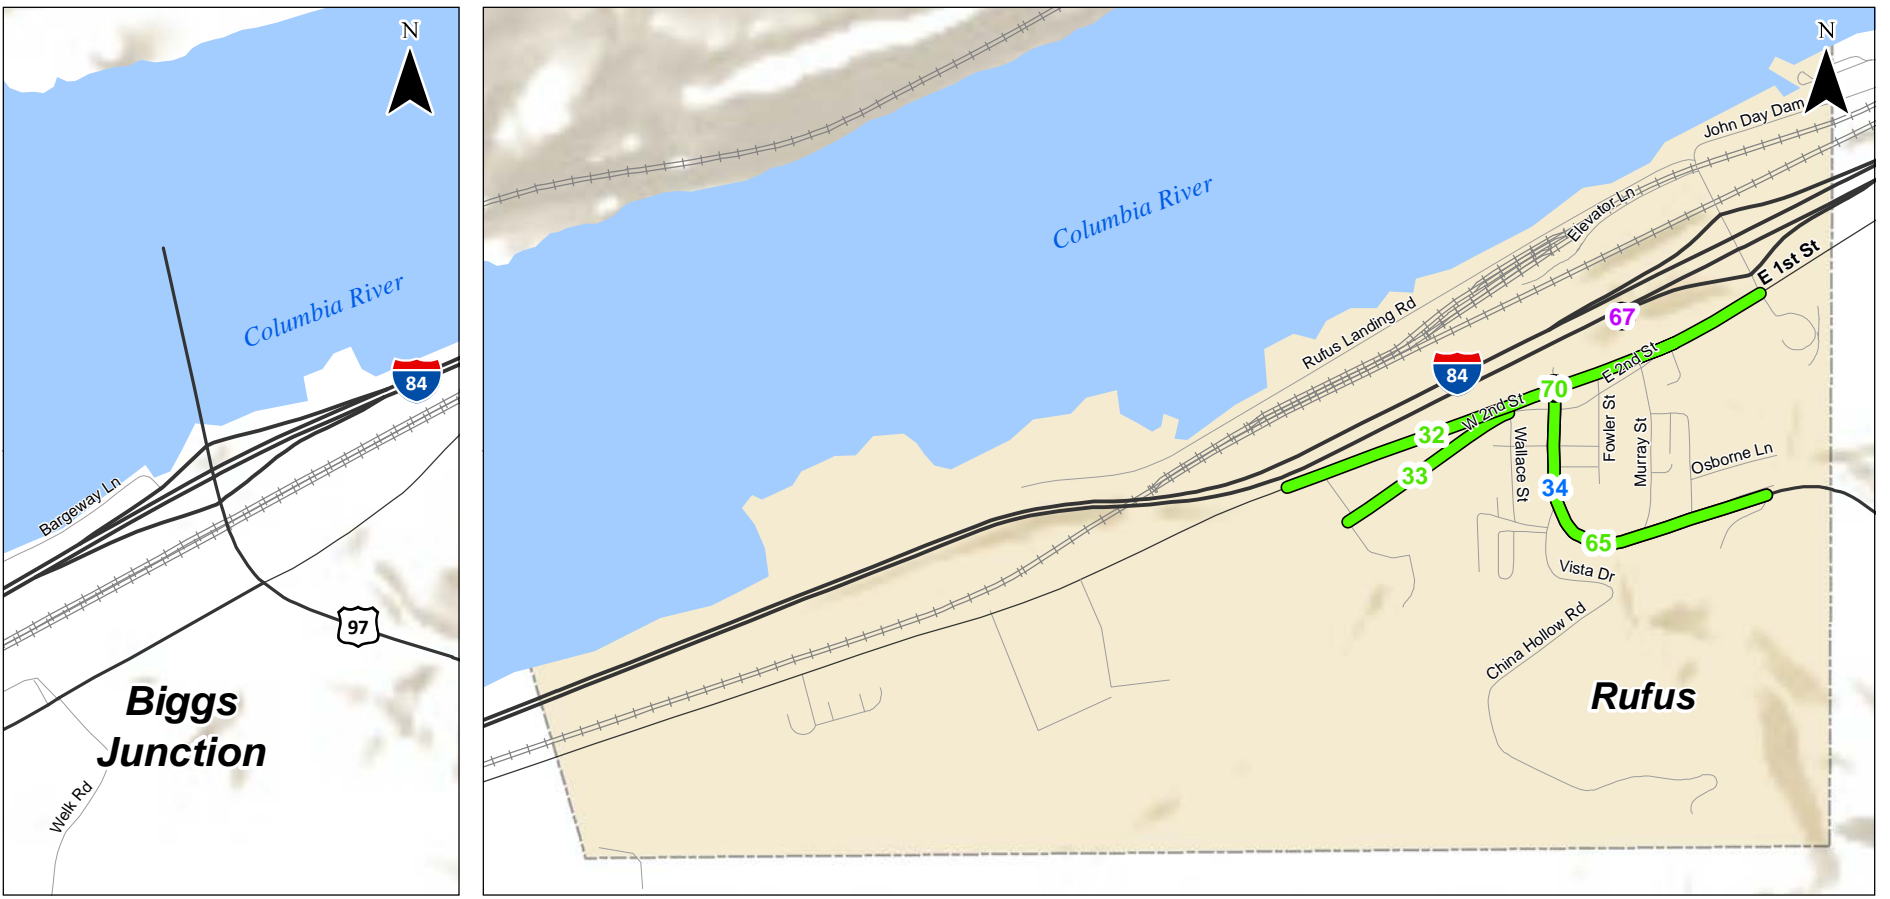 N
Columbia River
84
Bargeway Ln
97
Biggs
Junction
Welk Rd
N
John Day Dam
Columbia River
Elevator Ln
E 1st St
67
Rufus Landing Rd
84
E 2nd St
70
W 2nd St
32
33
Fowler St
Wallace St
Murray St
Osborne Ln
34
65
Vista Dr
China Hollow Rd
Rufus